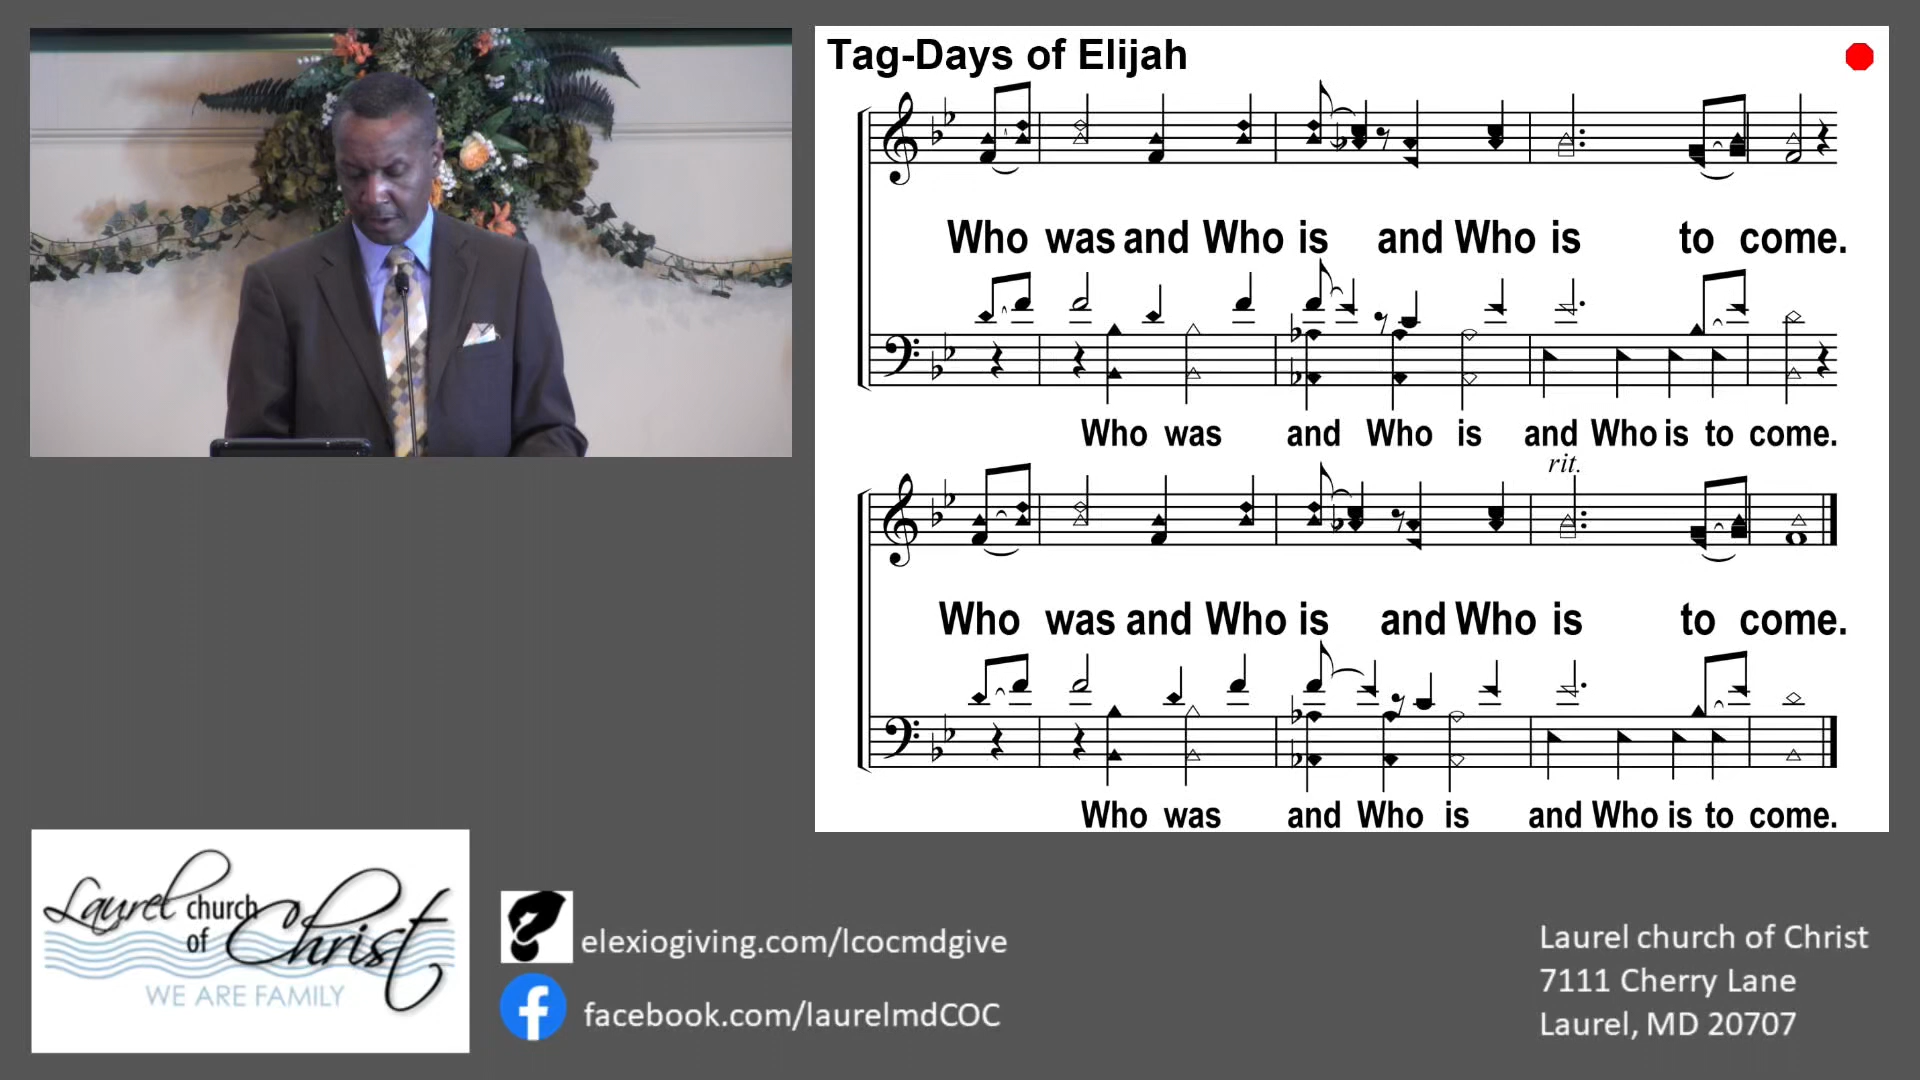 Tag-Days of Elijah
Who was and Who is and Who is to come.
Who was and Who is and Who is to come.
rit.
Who was and Who is and Who is to come.
Who was and Who is and Who is to come.
Laurel church
of Christ
WE ARE FAMILY
elexiogiving.com/lcocmdgive
facebook.com/laurelmdCOC
Laurel church of Christ
7111 Cherry Lane
Laurel, MD 20707